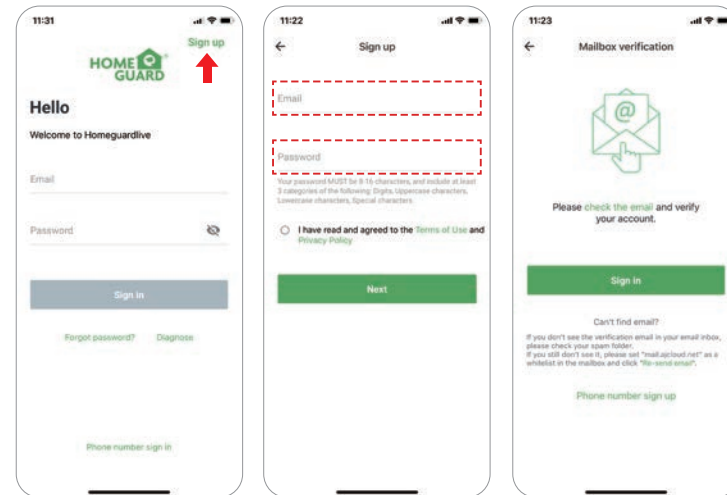 11:31
Sign up
HOME
GUARD
Hello
Welcome to Homeguardlive
Email
Password
Sign in
Forgot password? Diagnose
Phone number sign in
11:22
Sign up
Email
Password
Your password MUST be 8-16 characters, and include at least
3 categories of the following: Digits, Uppercase characters,
Lowercase characters, Special characters
I have read and agreed to the Terms of Use and
Privacy Policy
Next
11:23
Mailbox verification
@
Please check the email and verify
your account.
Sign in
Can't find email?
If you don't see the verification email in your email inbox,
please check your spam folder.
If you still don't see it, please set "mail.ajcloud.net" as a
whitelist in the mailbox and click "Re-send email".
Phone number sign up